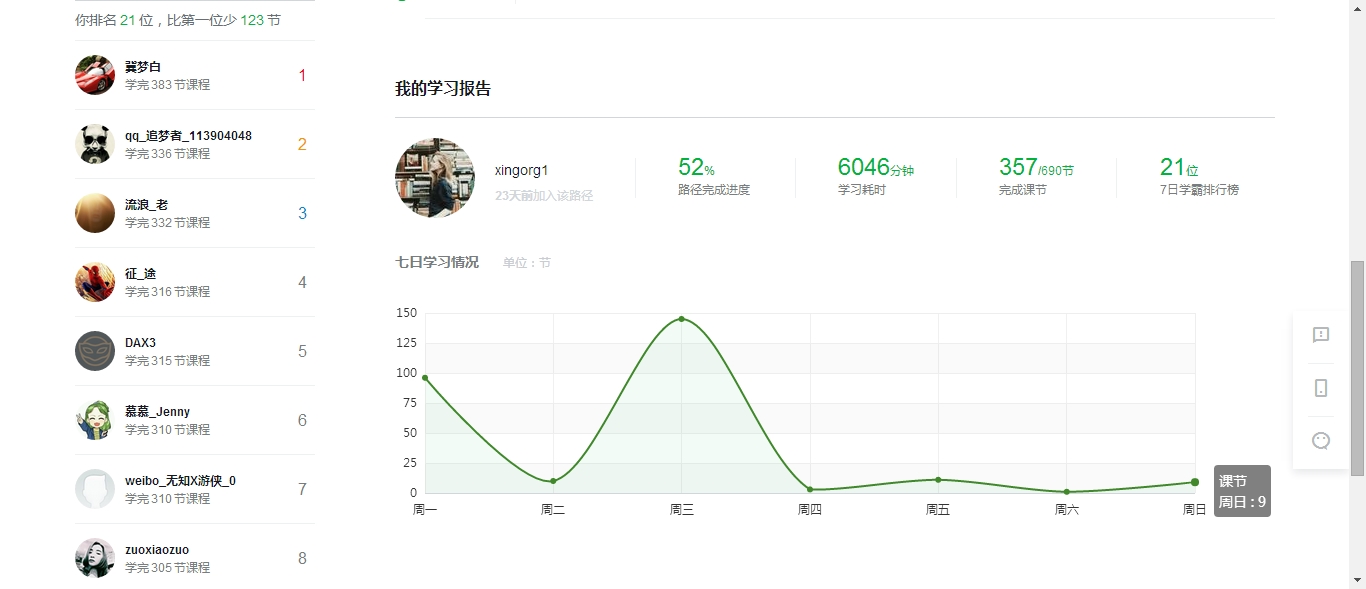 你排名 21 位，比第一位少 123 节
冀梦白
学完 383 节课程
1
qq_追梦者_113904048
学完 336 节课程
2
流浪_老
学完 332 节课程
3
征_途
学完 316 节课程
4
DAX3
学完 315 节课程
5
慕慕_Jenny
学完 310 节课程
6
weibo_无知X游侠_0
学完 310 节课程
7
zuoxiaozuo
学完 305 节课程
8
我的学习报告
xingorg1
23天前加入该路径
52%
路径完成进度
6046分钟
学习耗时
357/690节
完成课节
21位
7日学霸排行榜
七日学习情况 单位：节
150
125
100
75
50
25
0
周一 周二 周三 周四 周五 周六 周日
课节
周日 : 9